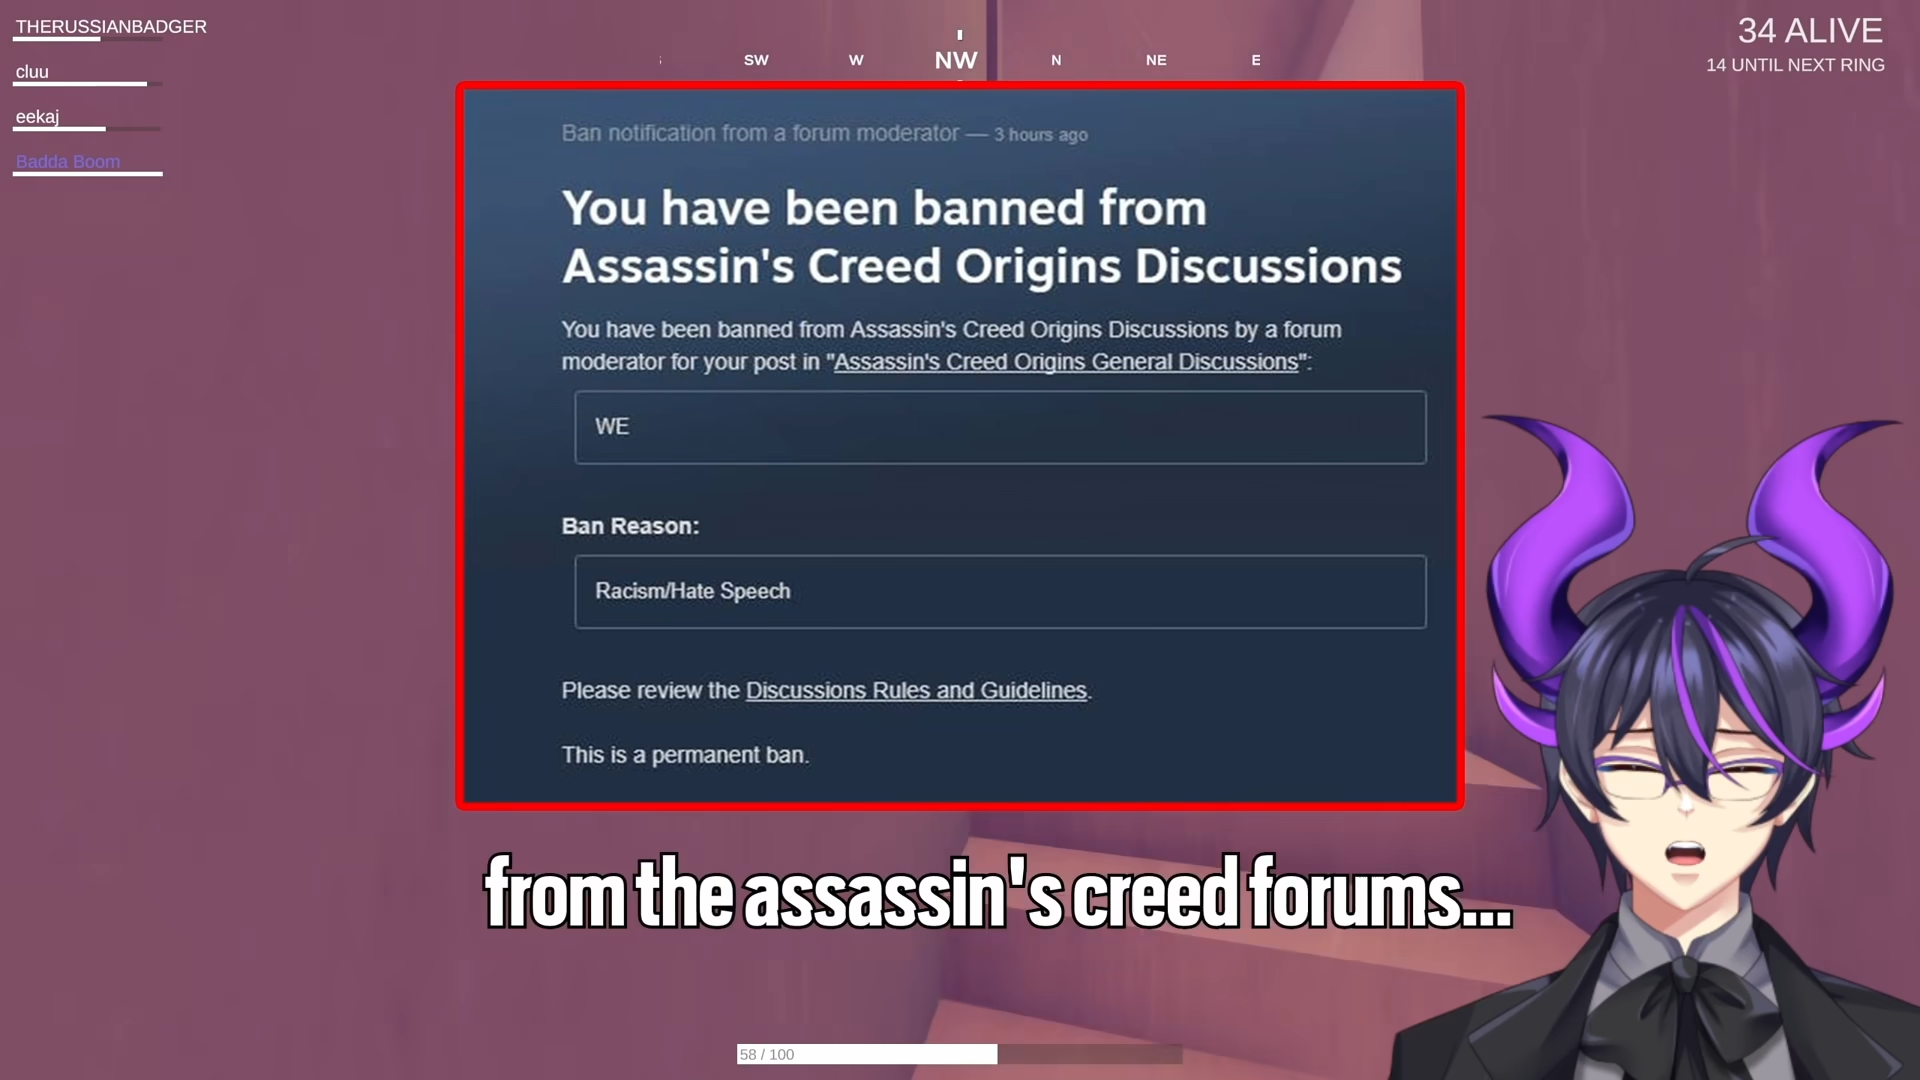 THERUSSIANBADGER
cluu
eekaj
Badda Boom
SW W NW N NE E
34 ALIVE
14 UNTIL NEXT RING
Ban notification from a forum moderator — 3 hours ago
You have been banned from
Assassin's Creed Origins Discussions
You have been banned from Assassin's Creed Origins Discussions by a forum
moderator for your post in "Assassin's Creed Origins General Discussions":
WE
Ban Reason:
Racism/Hate Speech
Please review the Discussions Rules and Guidelines.
This is a permanent ban.
from the assassin's creed forums...
58 / 100